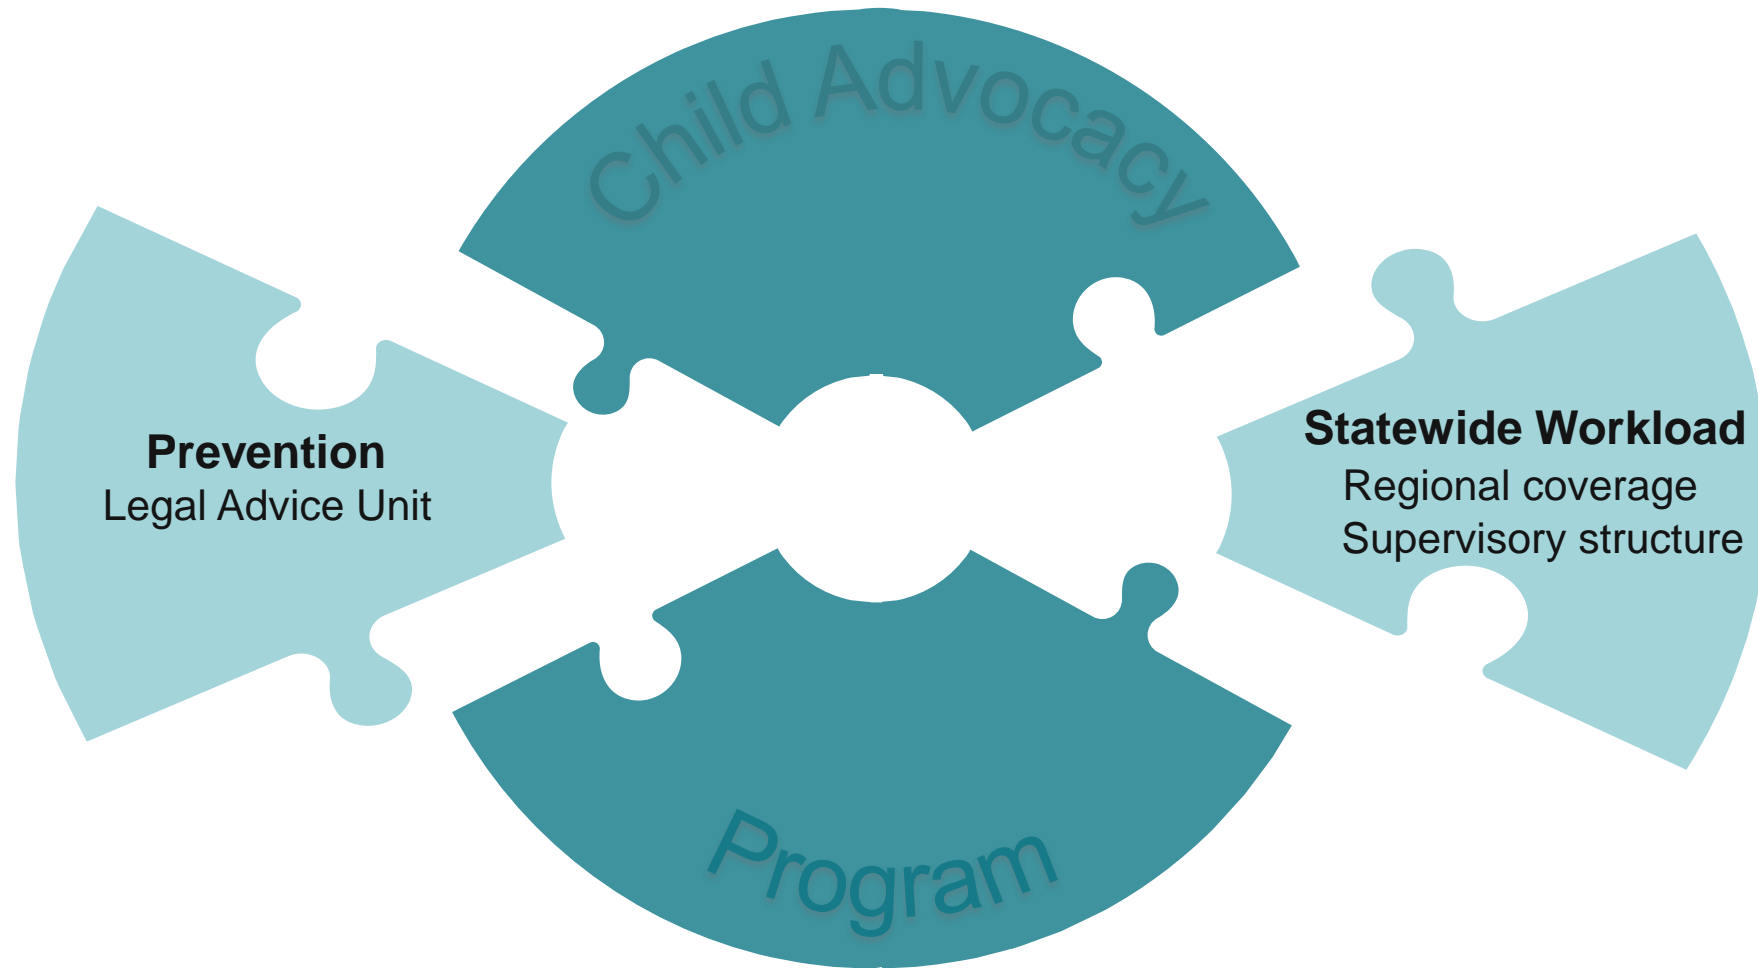 Child Advocacy
Prevention
Legal Advice Unit
Statewide Workload
Regional coverage
Supervisory structure
Program